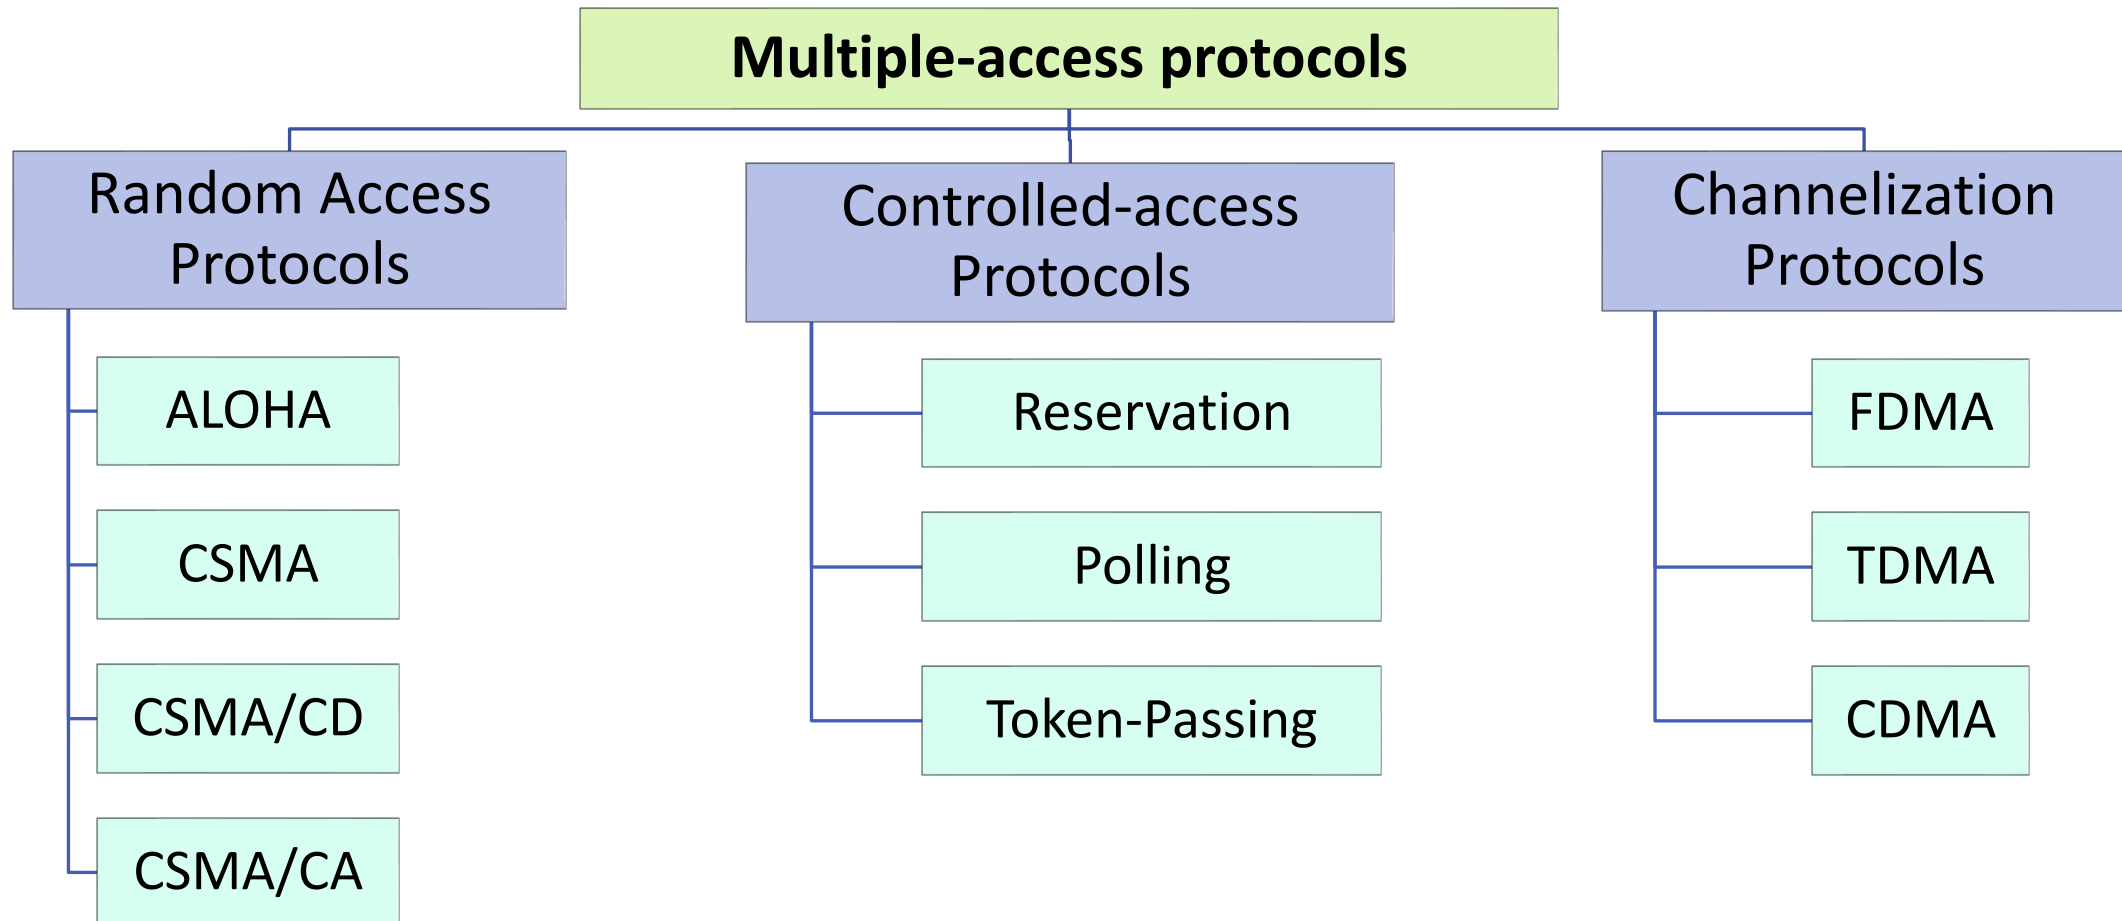 Multiple-access protocols
Random Access
Protocols
ALOHA
CSMA
CSMA/CD
CSMA/CA
Controlled-access
Protocols
Reservation
Polling
Token-Passing
Channelization
Protocols
FDMA
TDMA
CDMA